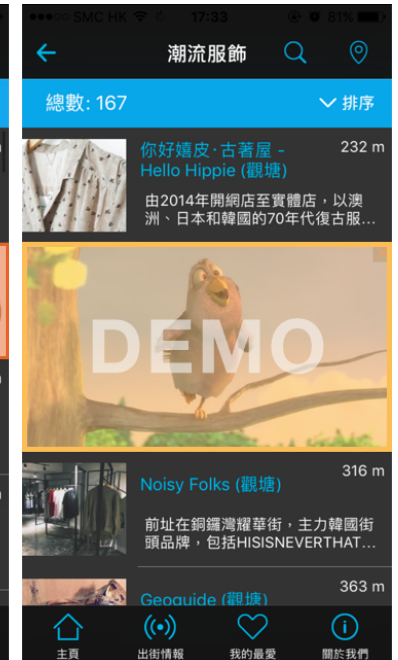 SMC HK 17:33 81%
潮流服飾
總數: 167 排序
你好嬉皮·古著屋 - 232 m
Hello Hippie (觀塘)
由2014年開網店至實體店,以澳
洲、日本和韓國的70年代復古服...
DEMO
Noisy Folks (觀塘) 316 m
前址在銅鑼灣耀華街,主力韓國街
頭品牌,包括HISISNEVERTHAT...
Geoguide (觀塘) 363 m
主頁 出街情報 我的最愛 關於我們